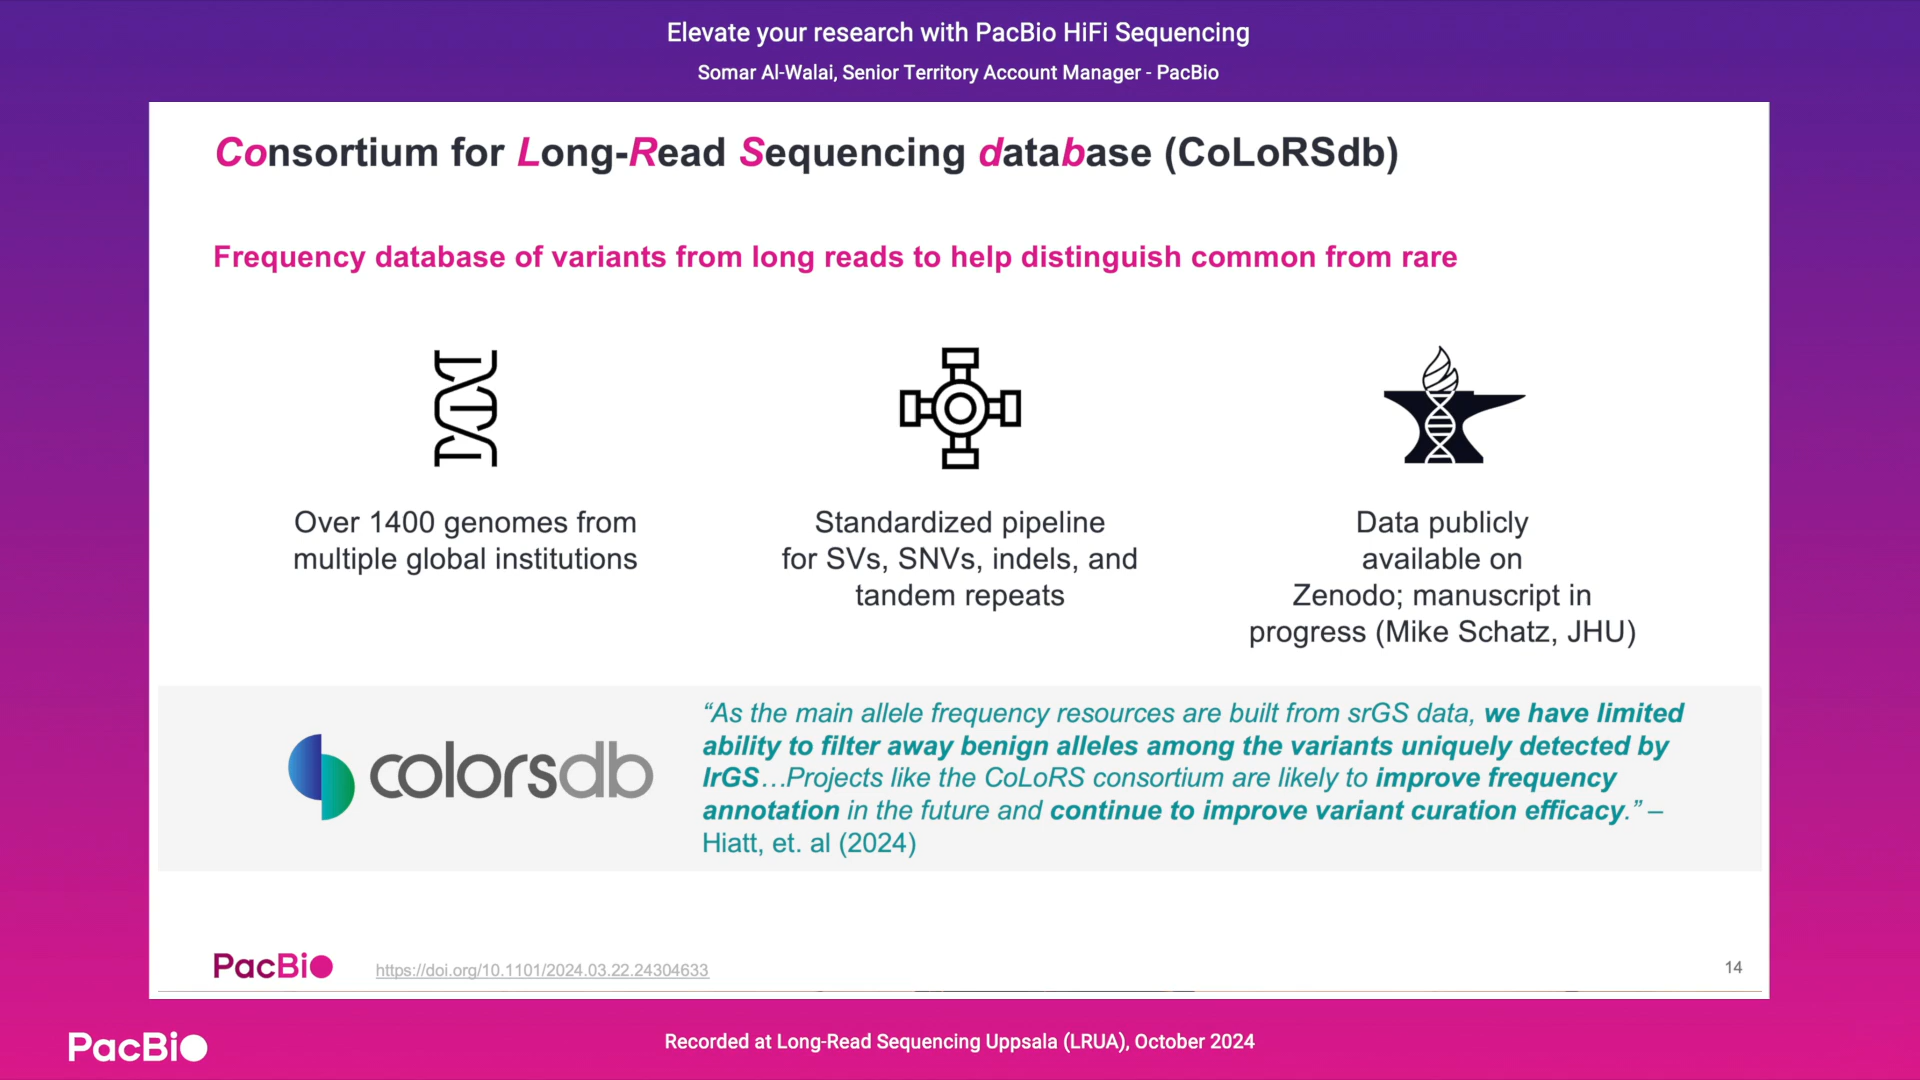 Elevate your research with PacBio HiFi Sequencing
Somar Al-Walai, Senior Territory Account Manager - PacBio
Consortium for Long-Read Sequencing database (CoLoRSdb)
Frequency database of variants from long reads to help distinguish common from rare
Over 1400 genomes from
multiple global institutions
Standardized pipeline
for SVs, SNVs, indels, and
tandem repeats
Data publicly
available on
Zenodo; manuscript in
progress (Mike Schatz, JHU)
colorsdb
“As the main allele frequency resources are built from srGS data, we have limited
ability to filter away benign alleles among the variants uniquely detected by
lrGS…Projects like the CoLoRS consortium are likely to improve frequency
annotation in the future and continue to improve variant curation efficacy.” –
Hiatt, et. al (2024)
PacBio
https://doi.org/10.1101/2024.03.22.24304633
14
PacBio
Recorded at Long-Read Sequencing Uppsala (LRUA), October 2024